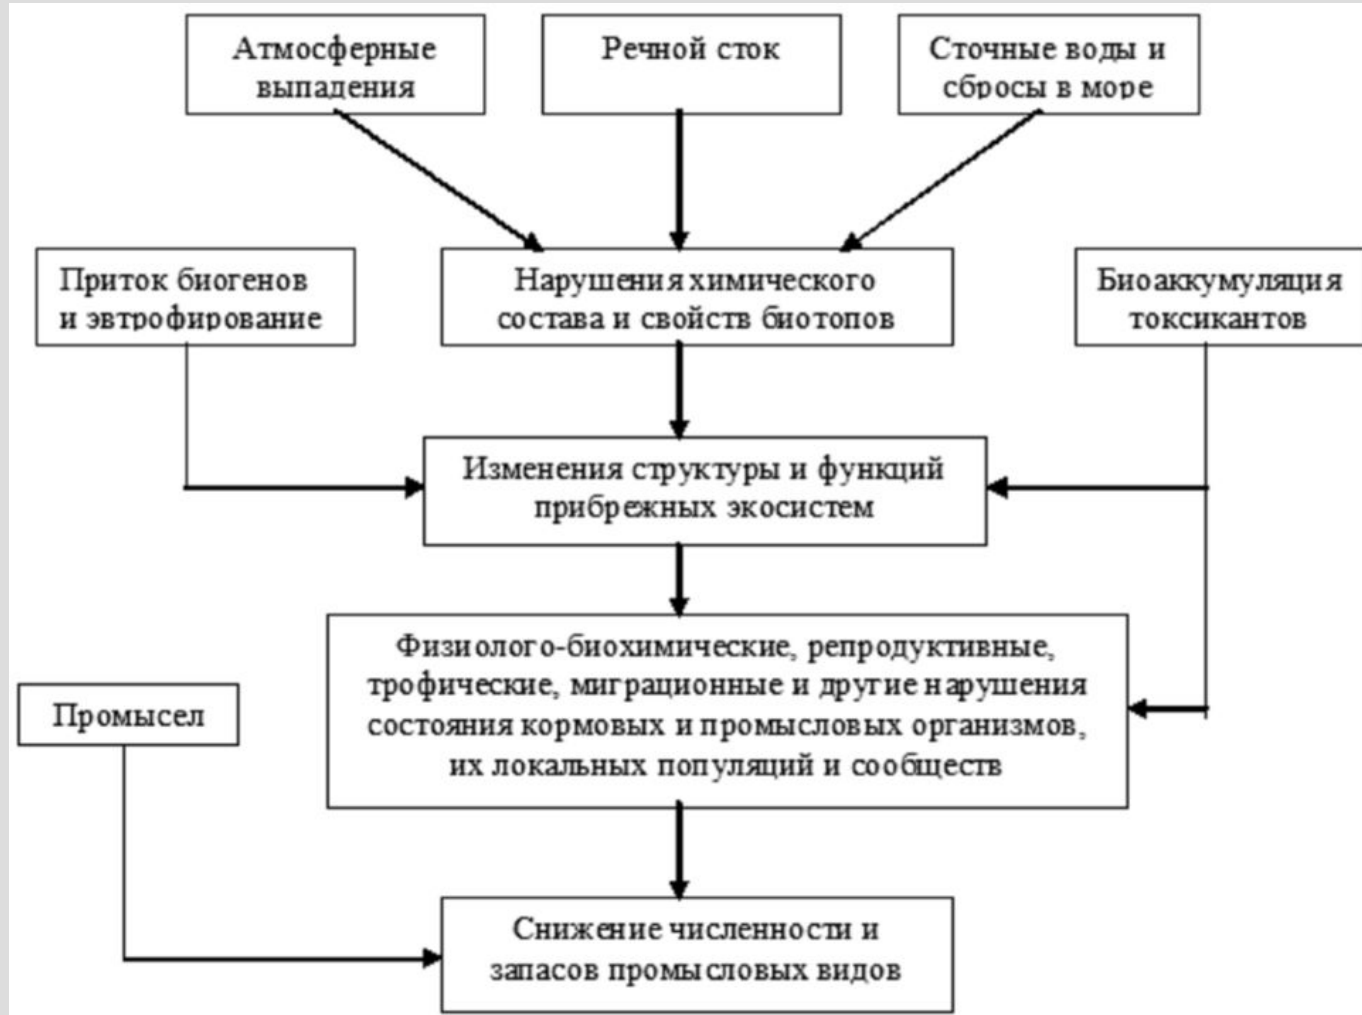 Атмосферные
выпадения
Речной сток
Сточные воды и
сбросы в море
Приток биогенов
и эвтрофирование
Нарушения химического
состава и свойств биотопов
Биоаккумуляция
токсикантов
Изменения структуры и функций
прибрежных экосистем
Физиолого-биохимические, репродуктивные,
трофические, миграционные и другие нарушения
состояния кормовых и промысловых организмов,
их локальных популяций и сообществ
Промысел
Снижение численности и
запасов промысловых видов